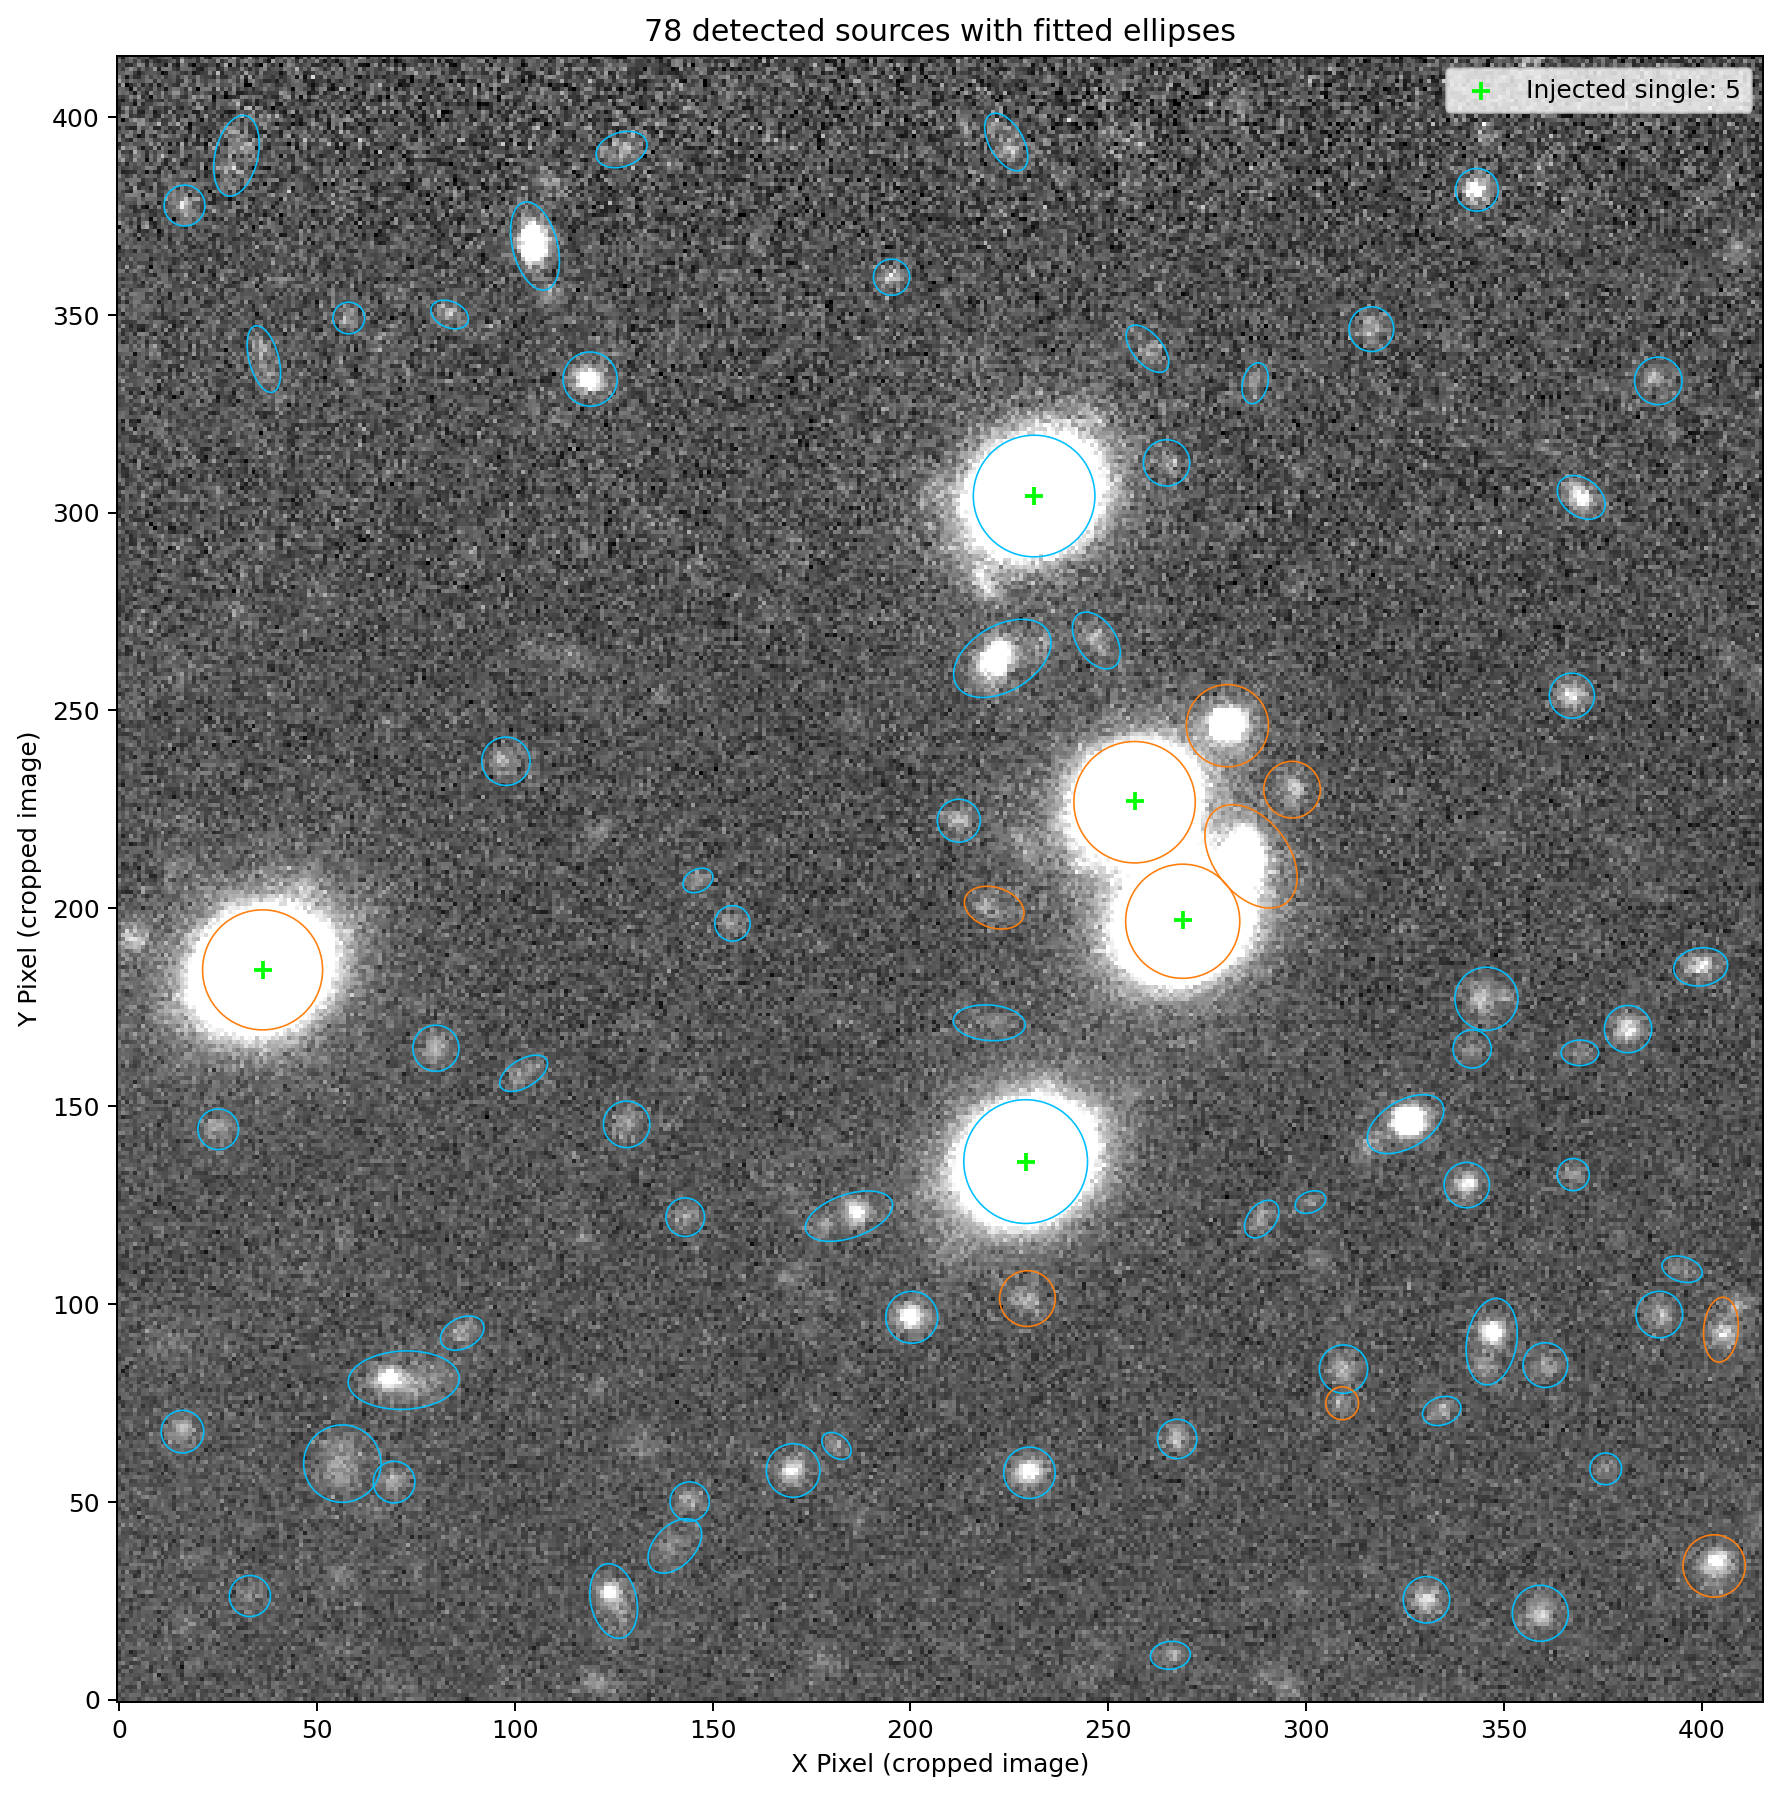 78 detected sources with fitted ellipses
Injected single: 5
Y Pixel (cropped image)
400
350
300
250
200
150
100
50
0
0 50 100 150 200 250 300 350 400
X Pixel (cropped image)